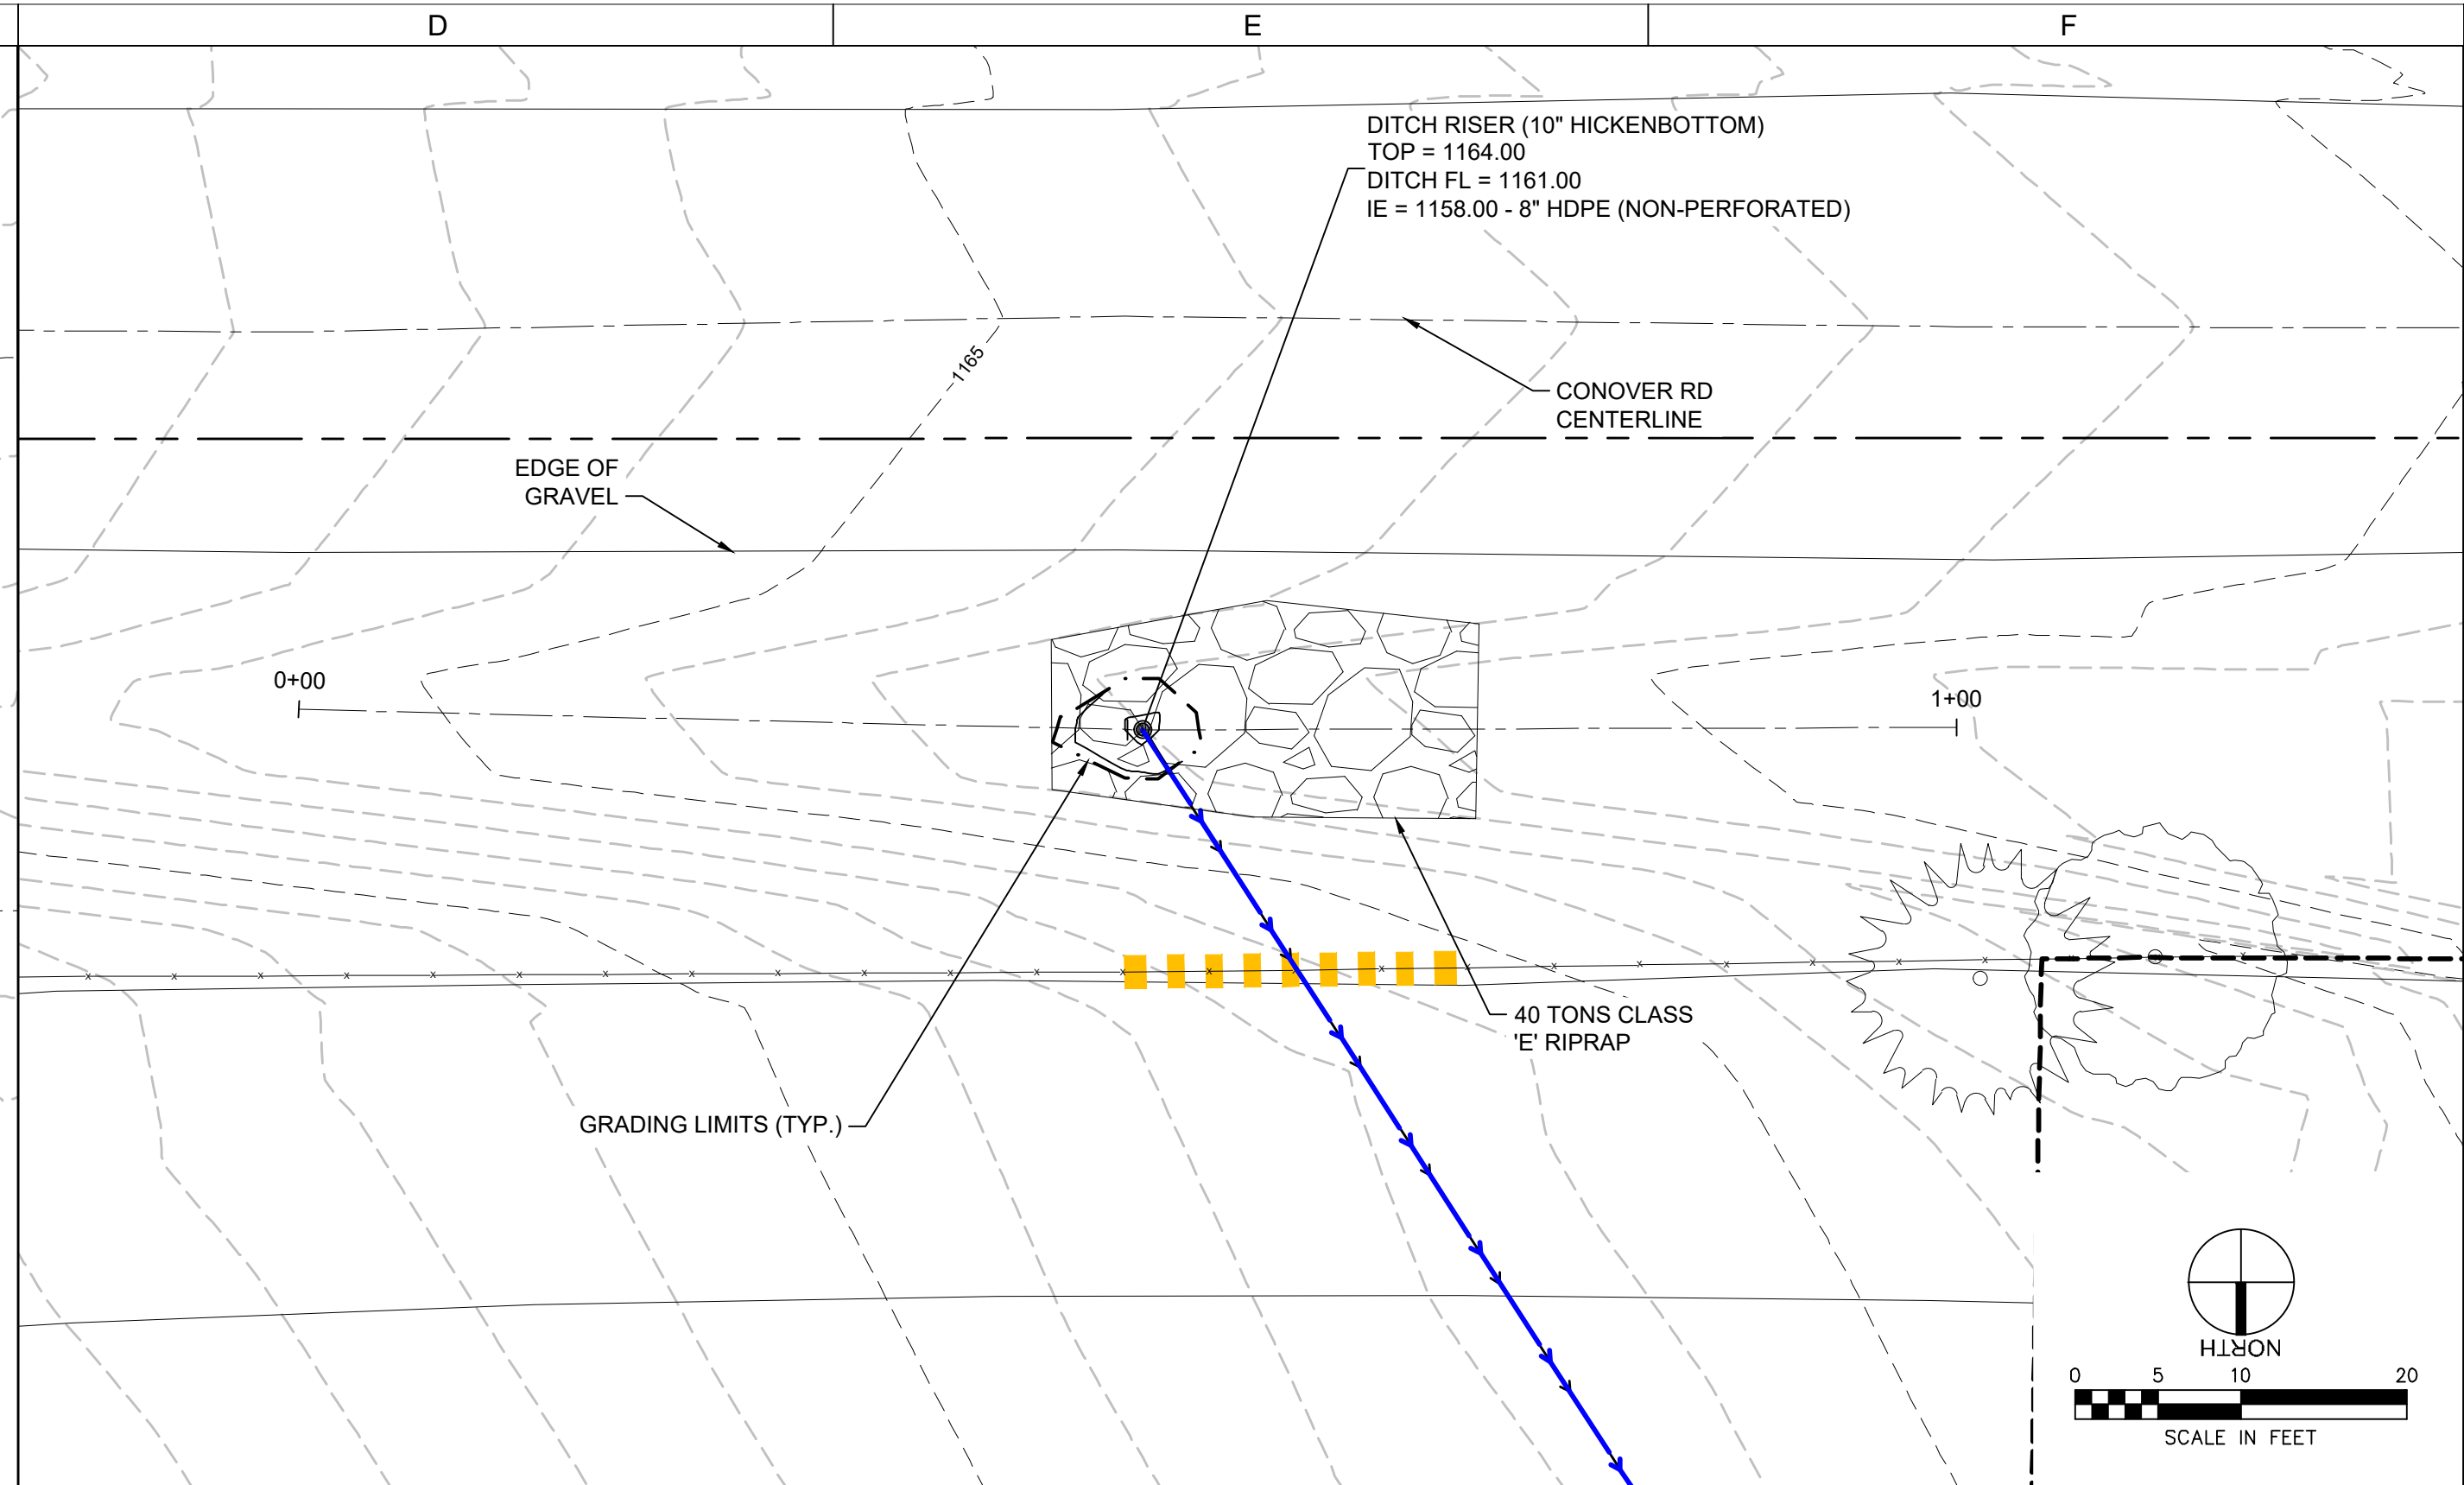 D
E
F
DITCH RISER (10" HICKENBOTTOM)
TOP = 1164.00
DITCH FL = 1161.00
IE = 1158.00 - 8" HDPE (NON-PERFORATED)
1165
CONOVER RD
CENTERLINE
EDGE OF
GRAVEL
0+00
1+00
40 TONS CLASS
'E' RIPRAP
GRADING LIMITS (TYP.)
NORTH
0 5 10 20
SCALE IN FEET